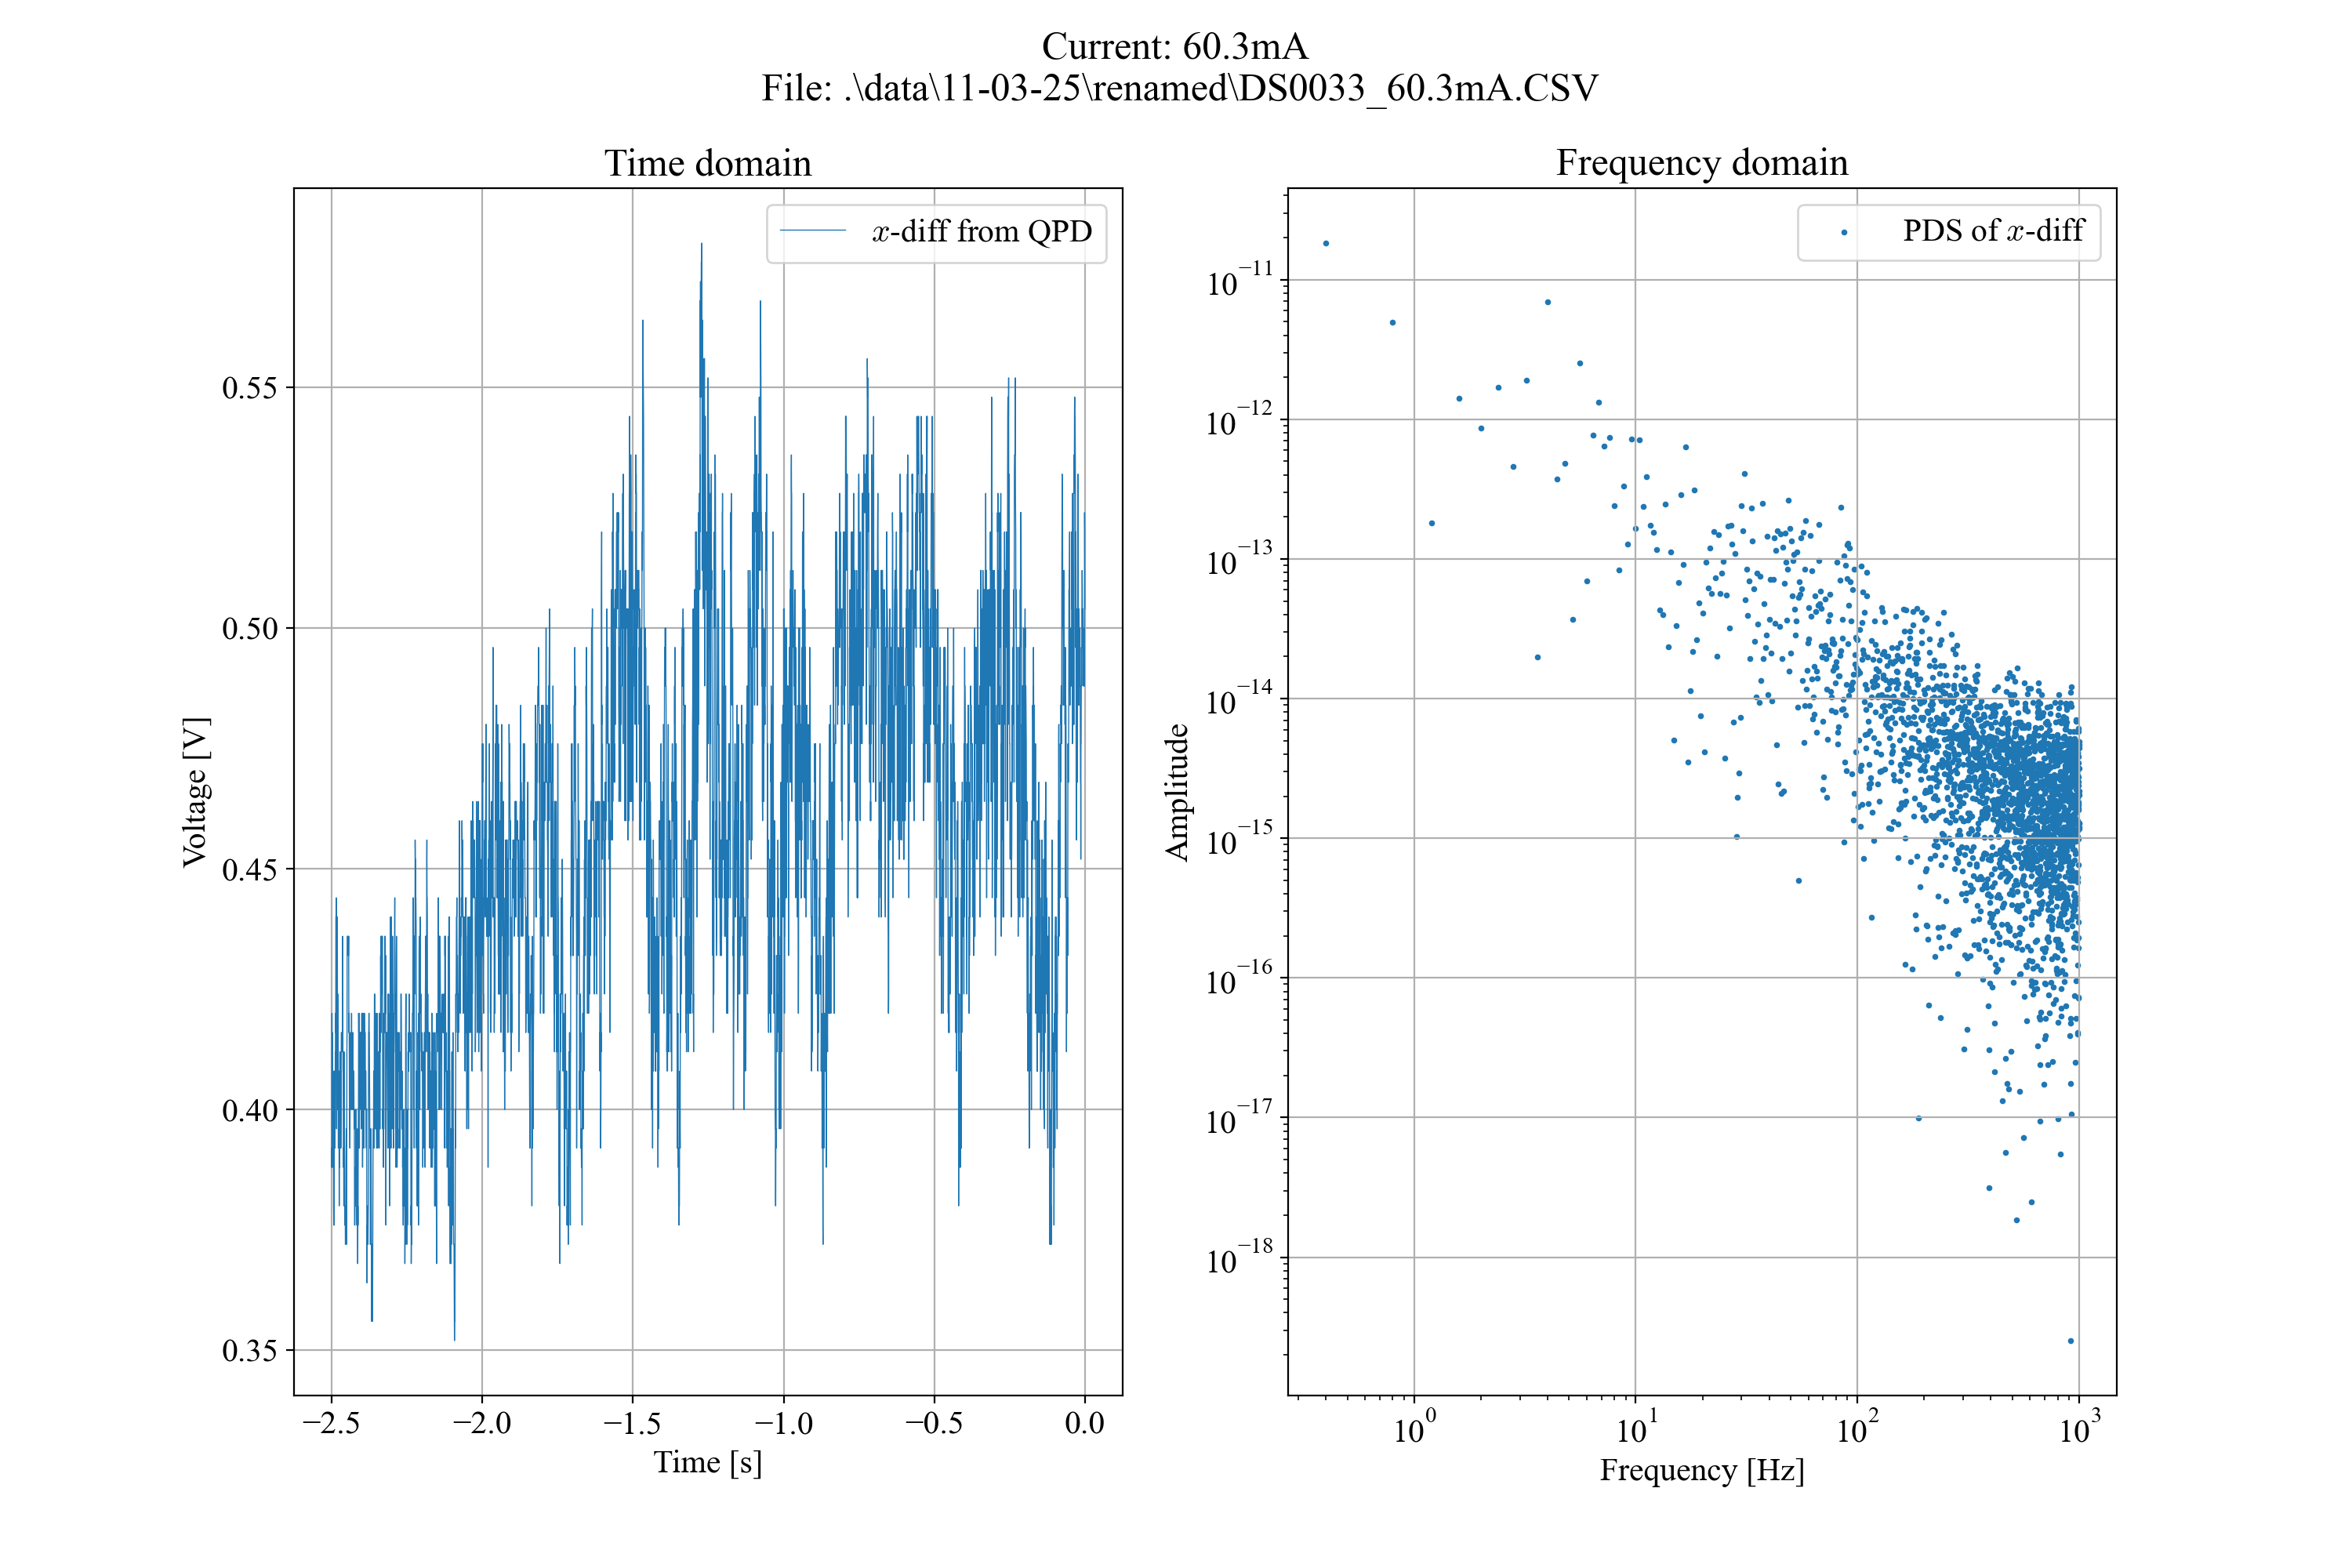 Current: 60.3mA
File: .\data\11-03-25\renamed\DS0033_60.3mA.CSV
Time domain
x-diff from QPD
0.55
0.50
0.45
0.40
0.35
Voltage [V]
−2.5 −2.0 −1.5 −1.0 −0.5 0.0
Time [s]
Frequency domain
PDS of x-diff
10⁻¹¹
10⁻¹²
10⁻¹³
10⁻¹⁴
10⁻¹⁵
10⁻¹⁶
10⁻¹⁷
10⁻¹⁸
Amplitude
10⁰ 10¹ 10² 10³
Frequency [Hz]